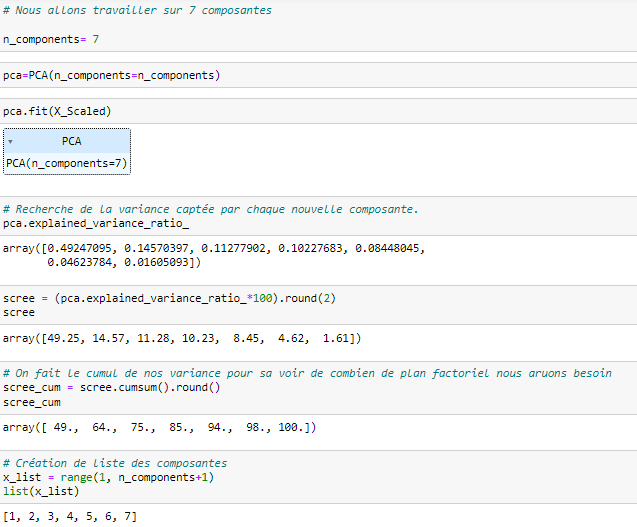 # Nous allons travailler sur 7 composantes
n_components= 7
pca=PCA(n_components=n_components)
pca.fit(X_Scaled)
PCA
PCA(n_components=7)
# Recherche de la variance captée par chaque nouvelle composante.
pca.explained_variance_ratio_
array([0.49247095, 0.14570397, 0.11277902, 0.10227683, 0.08448045,
0.04623784, 0.01605093])
scree = (pca.explained_variance_ratio_*100).round(2)
scree
array([49.25, 14.57, 11.28, 10.23,  8.45,  4.62,  1.61])
# On fait le cumul de nos variance pour sa voir de combien de plan factoriel nous aruons besoin
scree_cum = scree.cumsum().round()
scree_cum
array([ 49.,  64.,  75.,  85.,  94.,  98., 100.])
# Création de liste des composantes
x_list = range(1, n_components+1)
list(x_list)
[1, 2, 3, 4, 5, 6, 7]